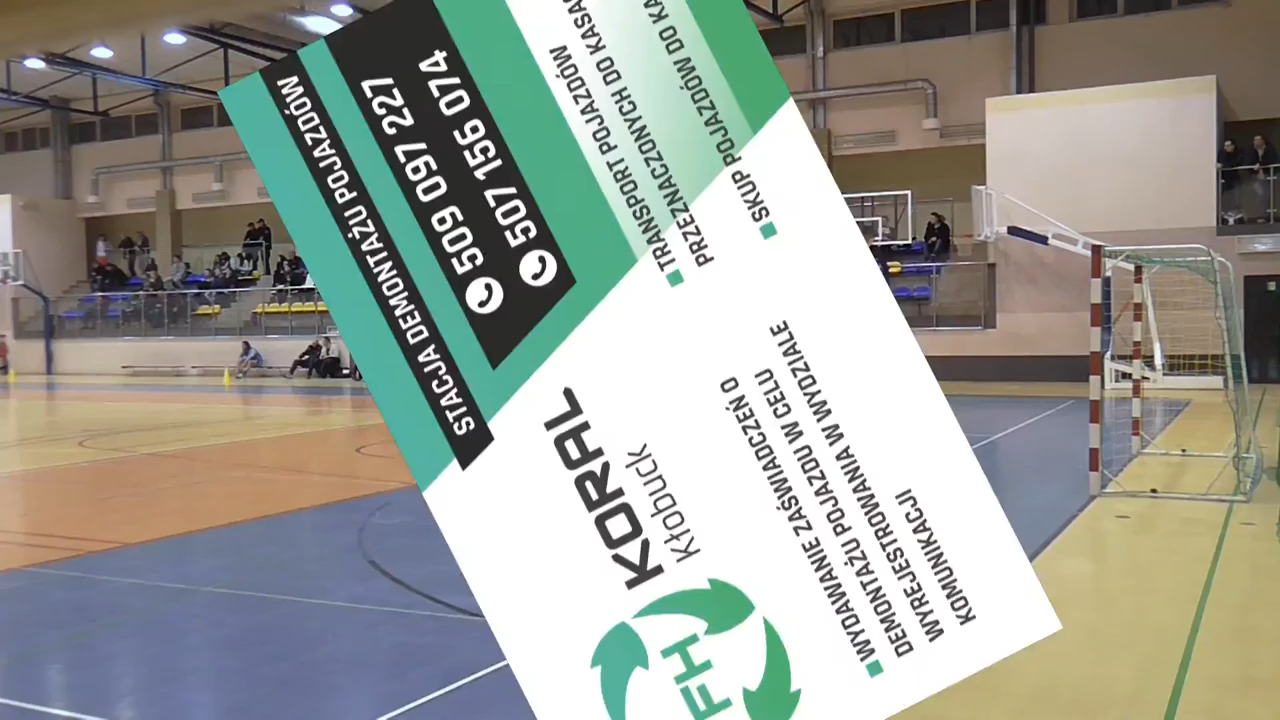 FH
KORAL
Kłobuck
STACJA DEMONTAŻU POJAZDÓW
509 097 227
507 156 074
WYDAWANIE ZAŚWIADCZEŃ O
DEMONTAŻU POJAZDU W CELU
WYREJESTROWANIA W WYDZIALE
KOMUNIKACJI
TRANSPORT POJAZDÓW
PRZEZNACZONYCH DO KASA
SKUP POJAZDÓW DO KA